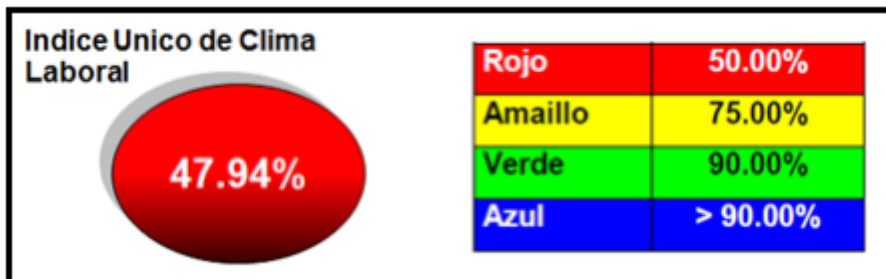 Indice Unico de Clima
Laboral
47.94%
Rojo 50.00%
Amaillo 75.00%
Verde 90.00%
Azul > 90.00%